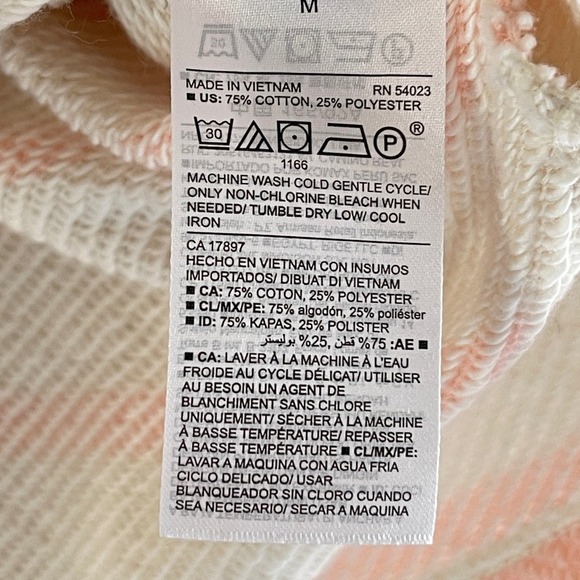 M
MADE IN VIETNAM RN 54023
■ US: 75% COTTON, 25% POLYESTER
30 P ®
1166
MACHINE WASH COLD GENTLE CYCLE/
ONLY NON-CHLORINE BLEACH WHEN
NEEDED/ TUMBLE DRY LOW/ COOL
IRON
CA 17897
HECHO EN VIETNAM CON INSUMOS
IMPORTADOS/ DIBUAT DI VIETNAM
■ CA: 75% COTON, 25% POLYESTER
■ CL/MX/PE: 75% algodón, 25% poliéster
■ ID: 75% KAPAS, 25% POLISTER
■ AE: 75% قطن, 25% بوليستر
■ CA: LAVER À LA MACHINE À L'EAU
FROIDE AU CYCLE DÉLICAT/ UTILISER
AU BESOIN UN AGENT DE
BLANCHIMENT SANS CHLORE
UNIQUEMENT/ SÉCHER À LA MACHINE
À BASSE TEMPÉRATURE/ REPASSER
À BASSE TEMPÉRATURE ■ CL/MX/PE:
LAVAR A MAQUINA CON AGUA FRIA
CICLO DELICADO/ USAR
BLANQUEADOR SIN CLORO CUANDO
SEA NECESARIO/ SECAR A MAQUINA